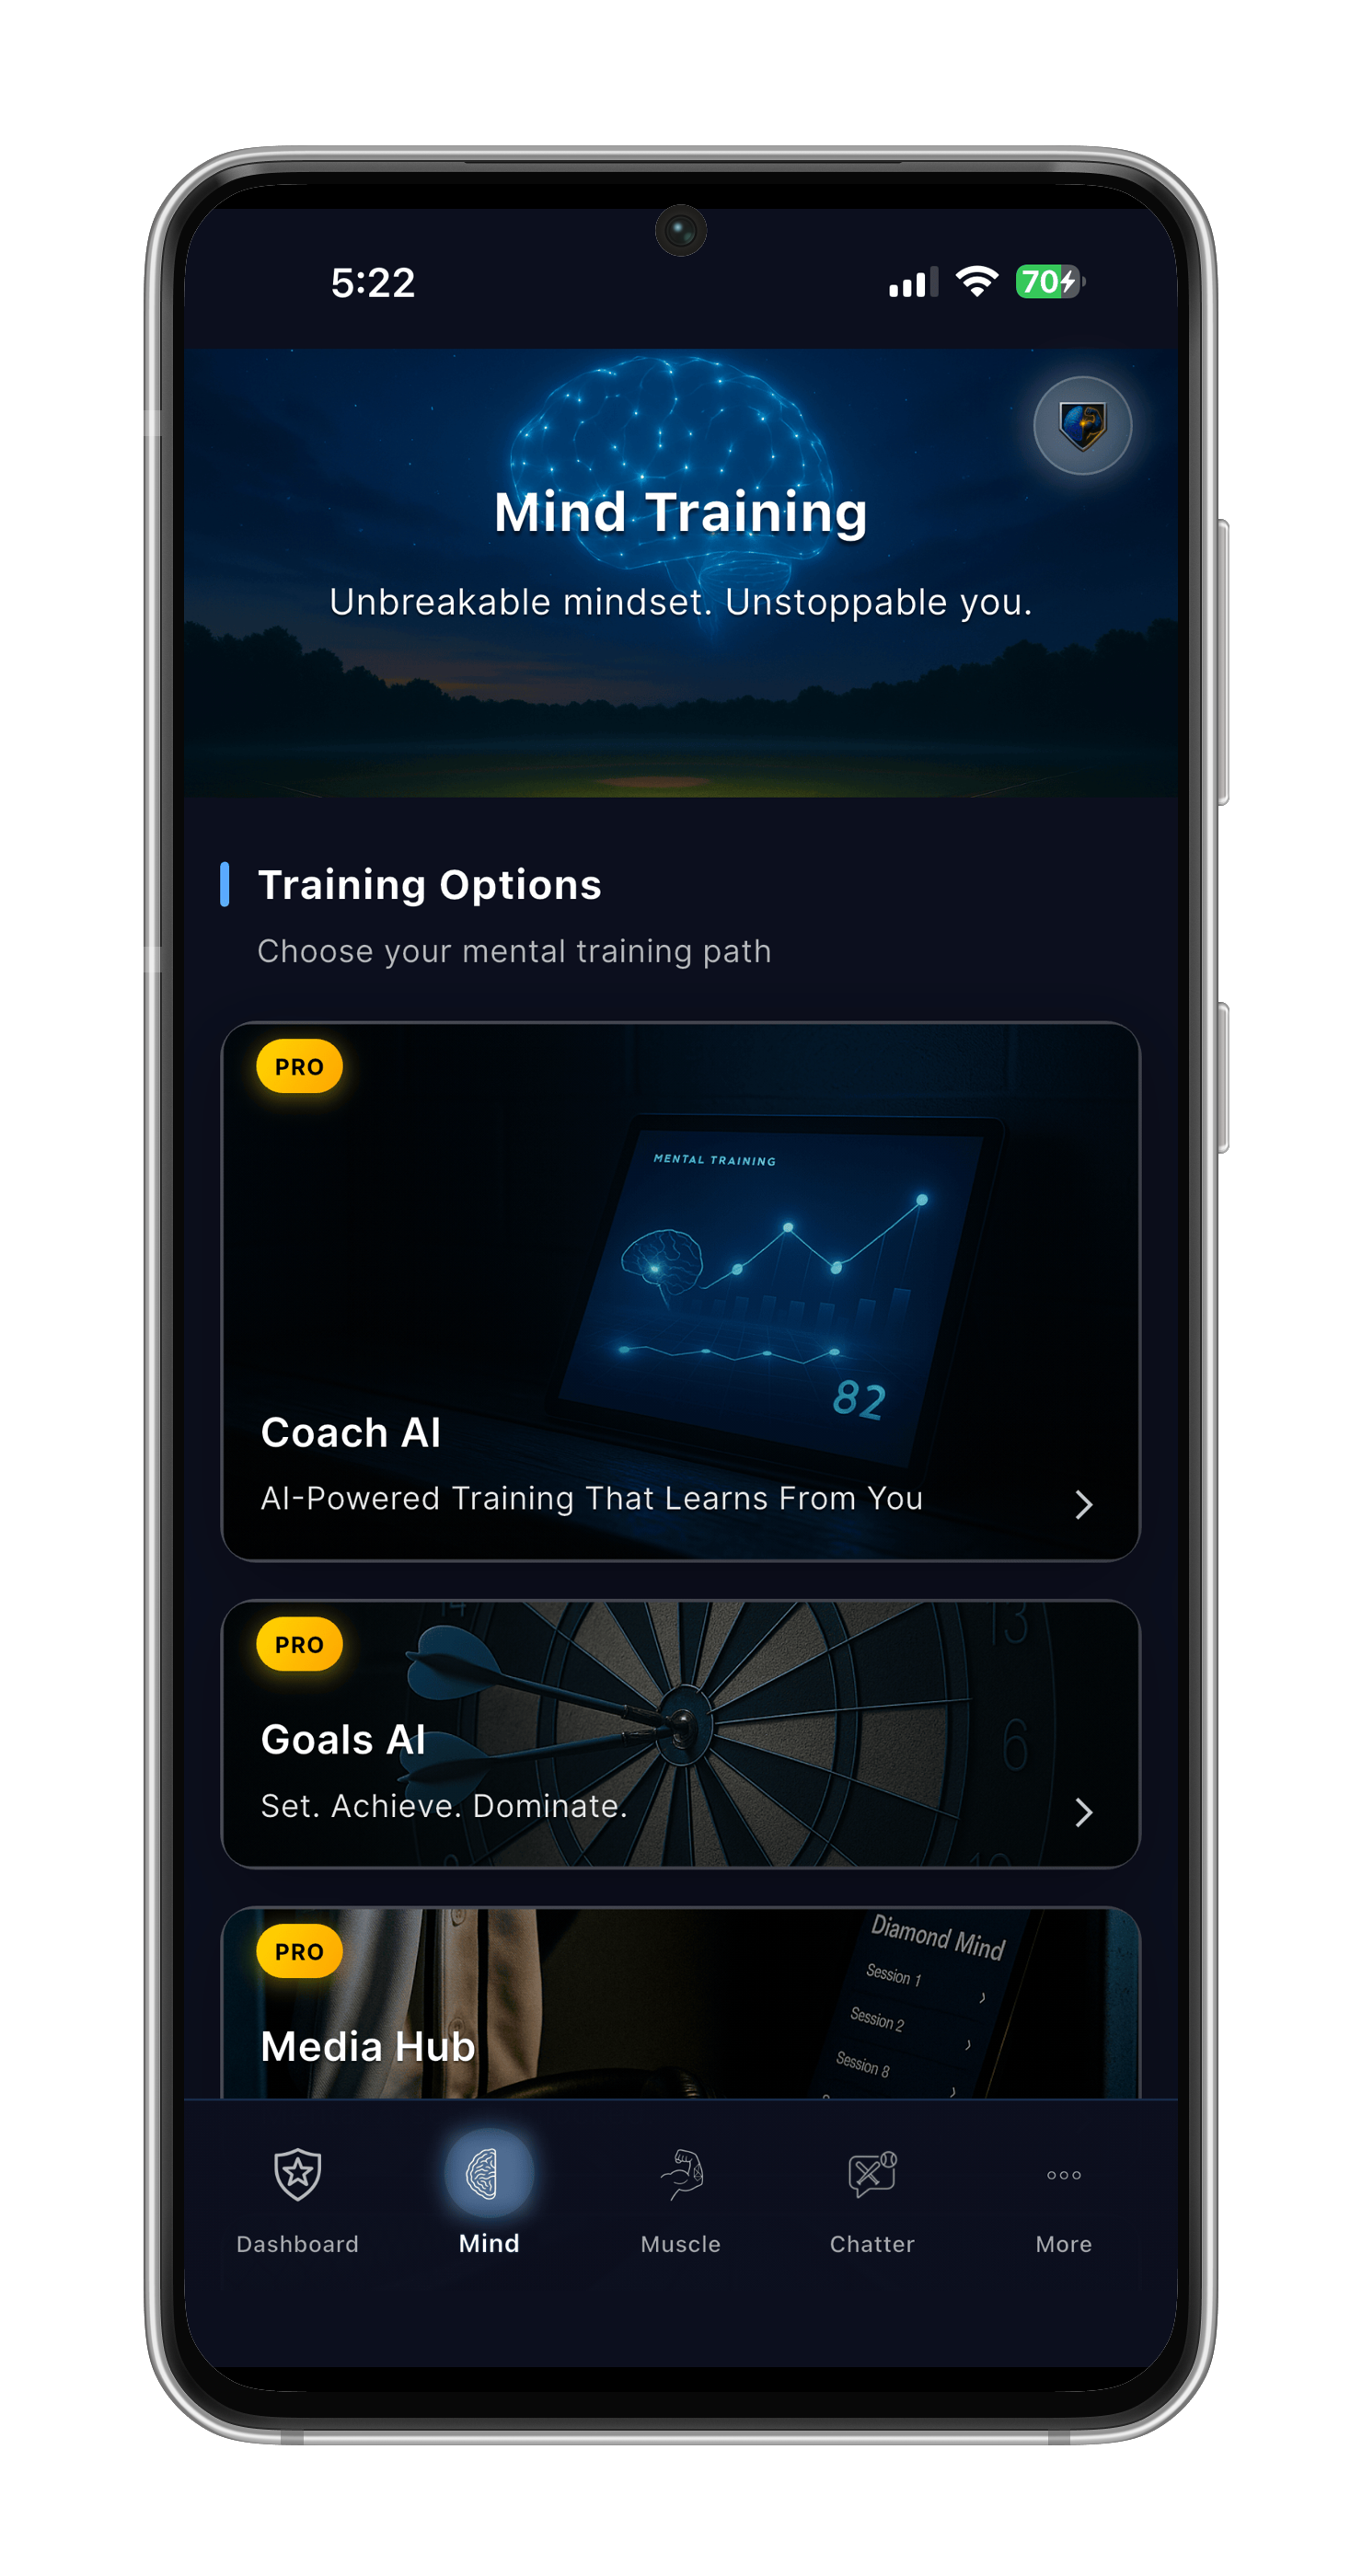 5:22
70
Mind Training
Unbreakable mindset. Unstoppable you.
Training Options
Choose your mental training path
PRO
MENTAL TRAINING
82
Coach AI
AI-Powered Training That Learns From You
PRO
13
6
Goals AI
Set. Achieve. Dominate.
PRO
Diamond Mind
Session 1
Session 2
Session 8
Media Hub
Dashboard
Mind
Muscle
Chatter
More